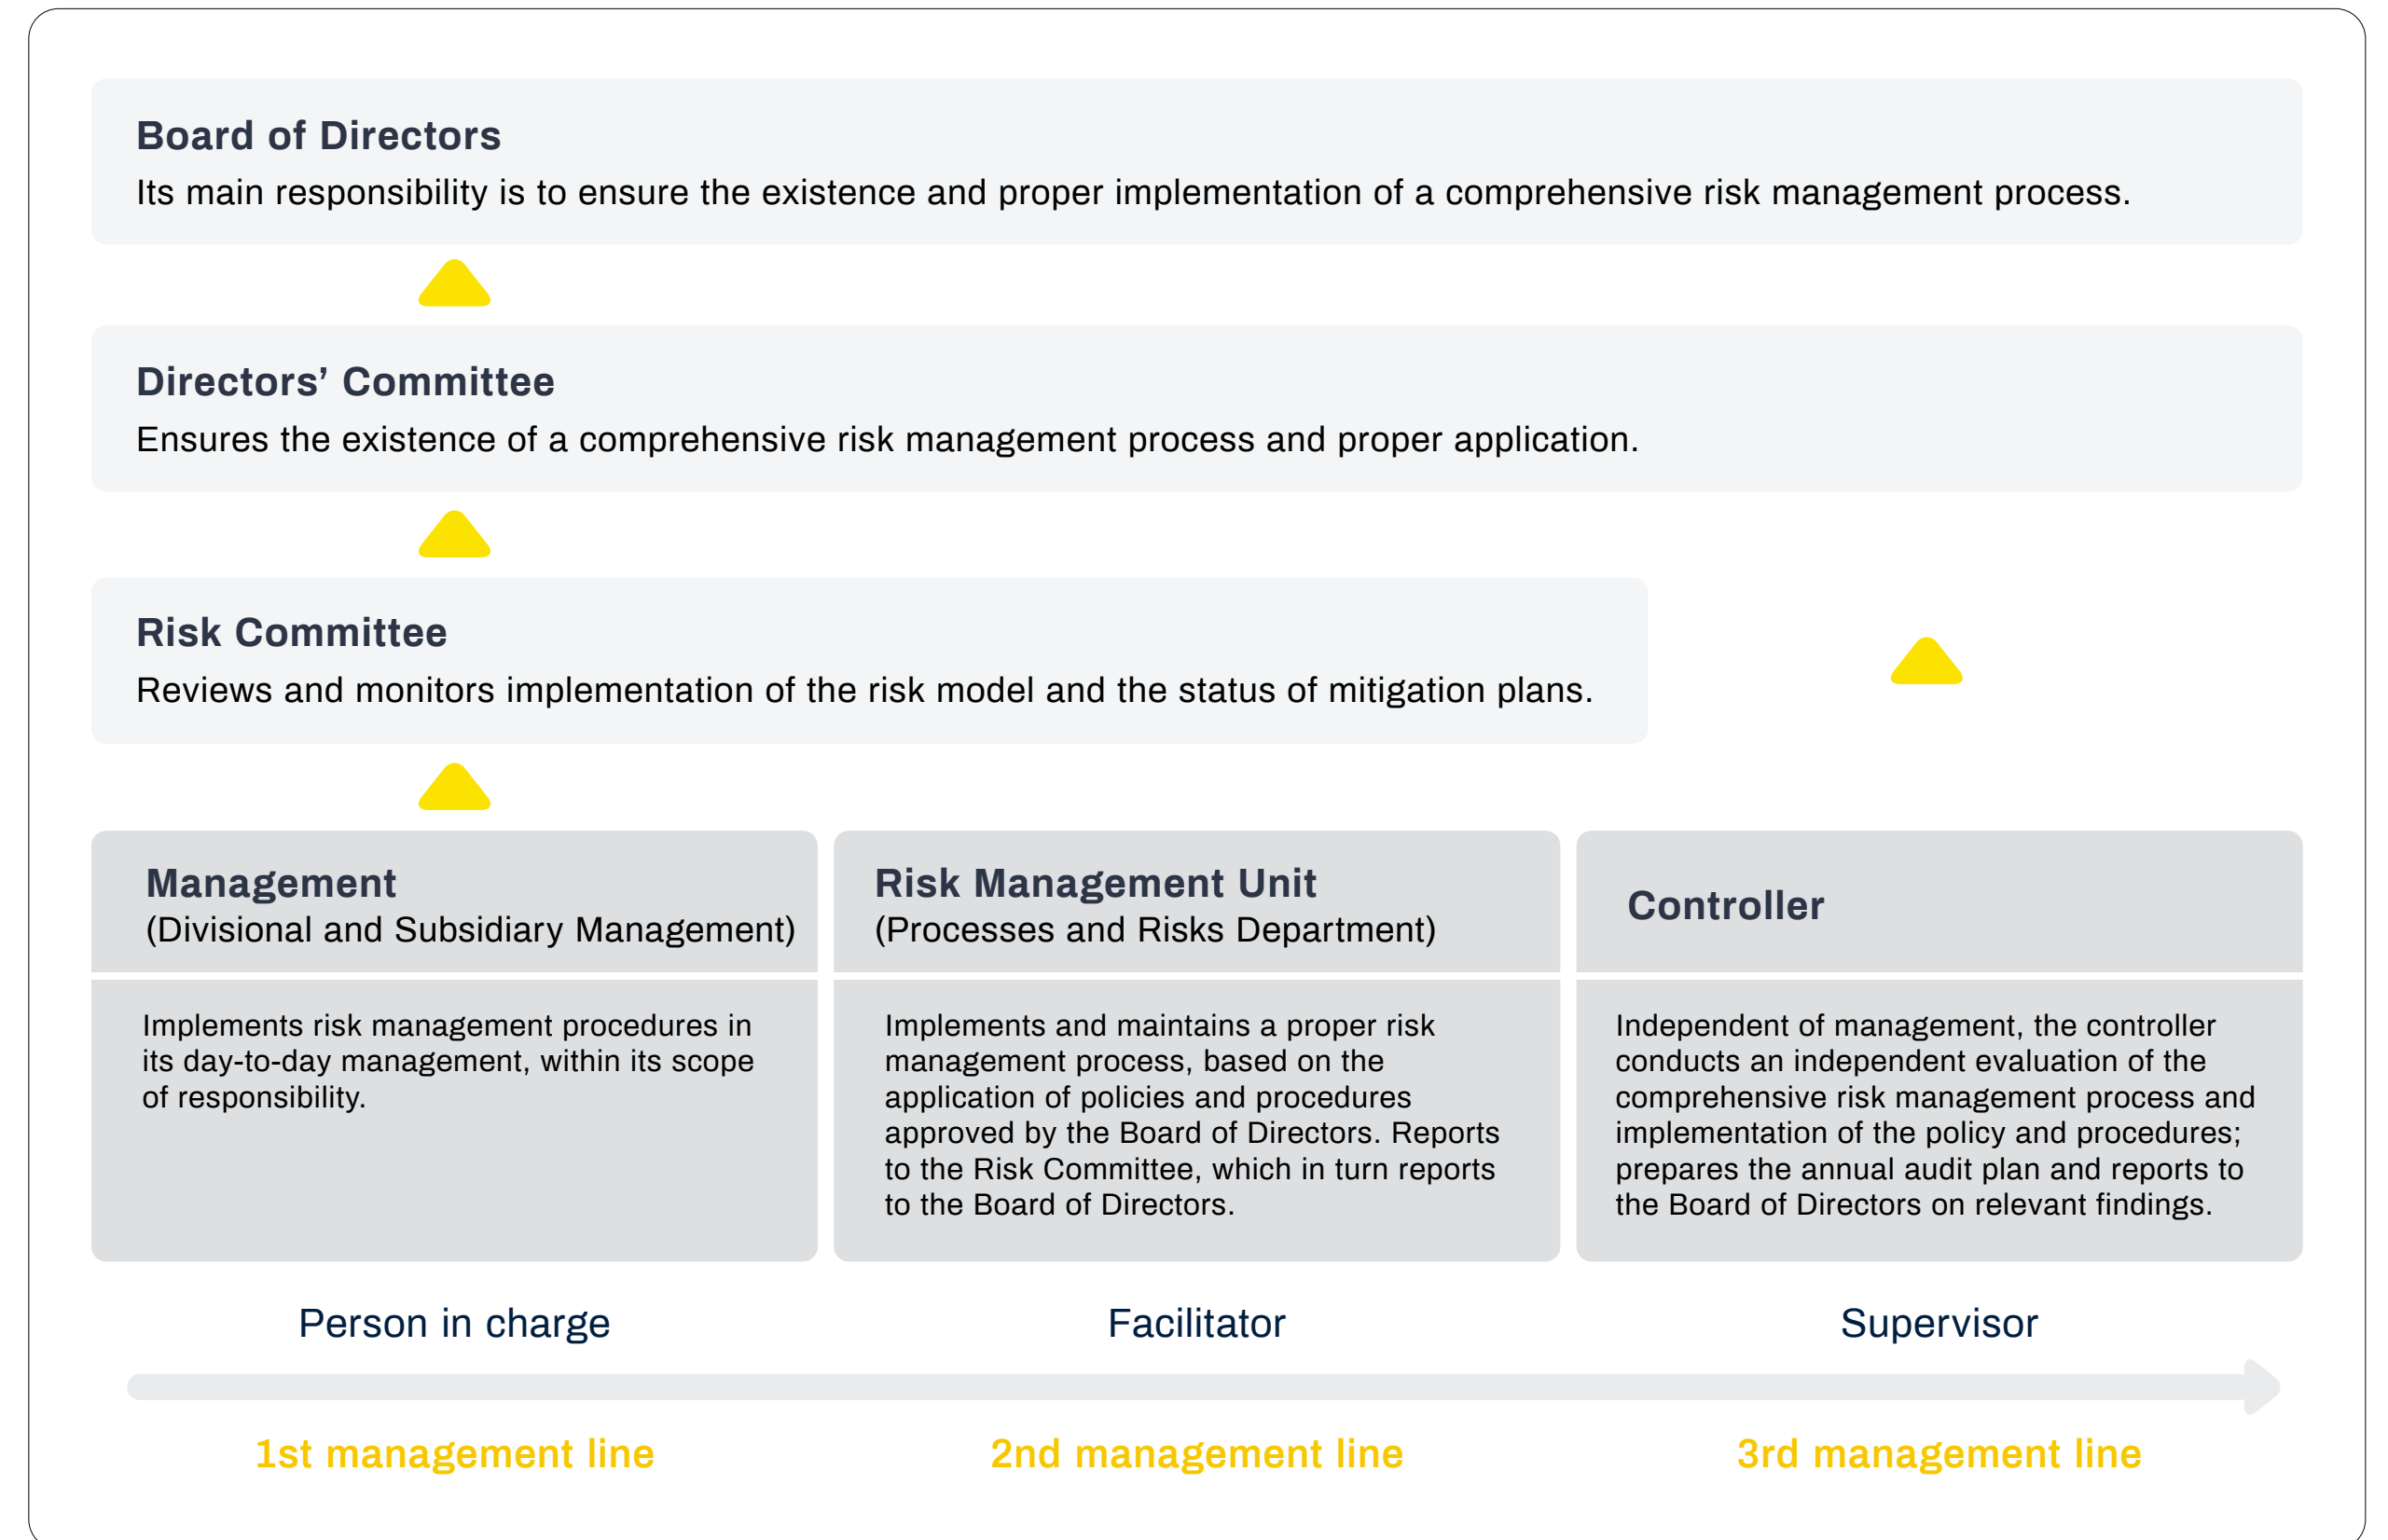 Board of Directors
Its main responsibility is to ensure the existence and proper implementation of a comprehensive risk management process.
Directors’ Committee
Ensures the existence of a comprehensive risk management process and proper application.
Risk Committee
Reviews and monitors implementation of the risk model and the status of mitigation plans.
Management
(Divisional and Subsidiary Management)
Implements risk management procedures in
its day-to-day management, within its scope
of responsibility.
Risk Management Unit
(Processes and Risks Department)
Implements and maintains a proper risk
management process, based on the
application of policies and procedures
approved by the Board of Directors. Reports
to the Risk Committee, which in turn reports
to the Board of Directors.
Controller
Independent of management, the controller
conducts an independent evaluation of the
comprehensive risk management process and
implementation of the policy and procedures;
prepares the annual audit plan and reports to
the Board of Directors on relevant findings.
Person in charge
Facilitator
Supervisor
1st management line
2nd management line
3rd management line